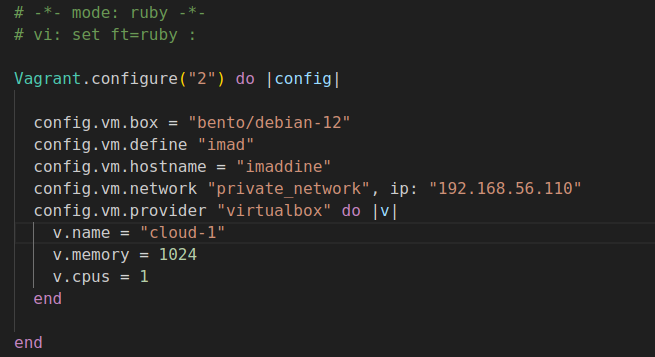 # -*- mode: ruby -*-
# vi: set ft=ruby :
Vagrant.configure("2") do |config|
config.vm.box = "bento/debian-12"
config.vm.define "imad"
config.vm.hostname = "imaddine"
config.vm.network "private_network", ip: "192.168.56.110"
config.vm.provider "virtualbox" do |v|
v.name = "cloud-1"
v.memory = 1024
v.cpus = 1
end
end